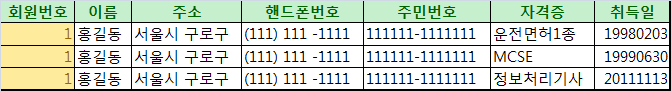 회원번호 이름 주소 핸드폰번호 주민번호 자격증 취득일
1 홍길동 서울시 구로구 (111) 111 -1111 111111-1111111 운전면허1종 19980203
1 홍길동 서울시 구로구 (111) 111 -1111 111111-1111111 MCSE 19990630
1 홍길동 서울시 구로구 (111) 111 -1111 111111-1111111 정보처리기사 20111113